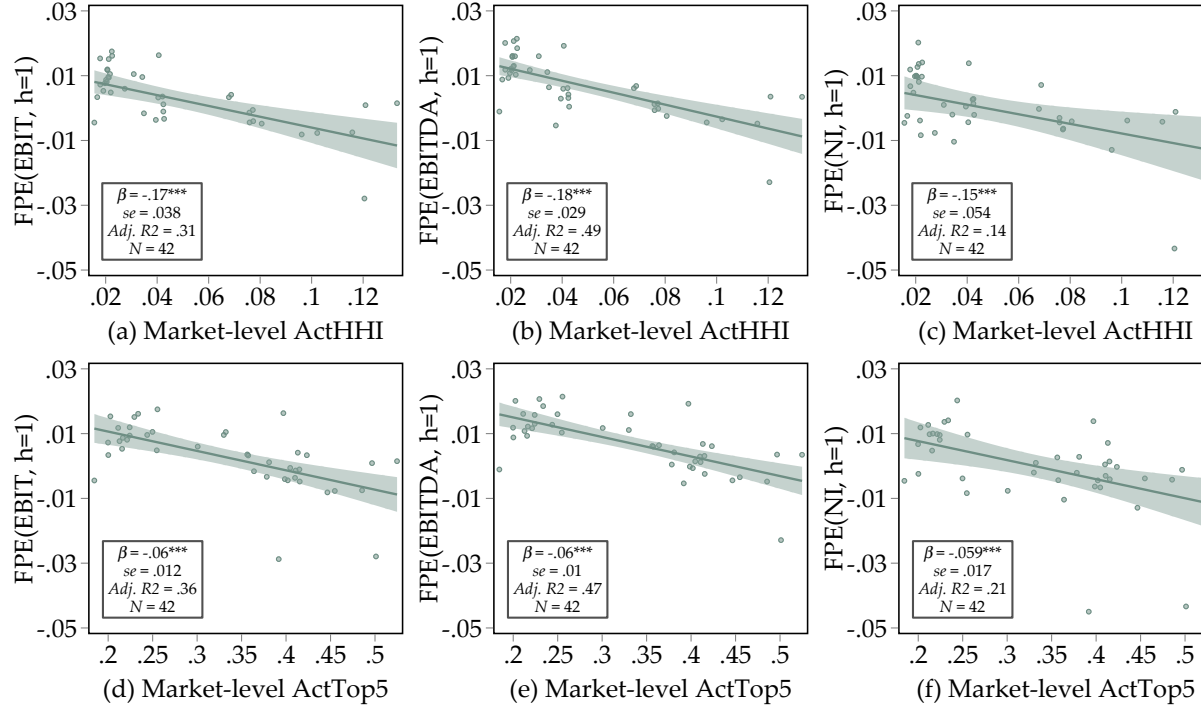 FPE(EBIT, h=1)
.03
.01
-.01
-.03
-.05
β = -.17***
se = .038
Adj. R2 = .31
N = 42
.02 .04 .06 .08 .1 .12
(a) Market-level ActHHI
FPE(EBITDA, h=1)
.03
.01
-.01
-.03
-.05
β = -.18***
se = .029
Adj. R2 = .49
N = 42
.02 .04 .06 .08 .1 .12
(b) Market-level ActHHI
FPE(NI, h=1)
.03
.01
-.01
-.03
-.05
β = -.15***
se = .054
Adj. R2 = .14
N = 42
.02 .04 .06 .08 .1 .12
(c) Market-level ActHHI
FPE(EBIT, h=1)
.03
.01
-.01
-.03
-.05
β = -.06***
se = .012
Adj. R2 = .36
N = 42
.2 .25 .3 .35 .4 .45 .5
(d) Market-level ActTop5
FPE(EBITDA, h=1)
.03
.01
-.01
-.03
-.05
β = -.06***
se = .01
Adj. R2 = .47
N = 42
.2 .25 .3 .35 .4 .45 .5
(e) Market-level ActTop5
FPE(NI, h=1)
.03
.01
-.01
-.03
-.05
β = -.059***
se = .017
Adj. R2 = .21
N = 42
.2 .25 .3 .35 .4 .45 .5
(f) Market-level ActTop5